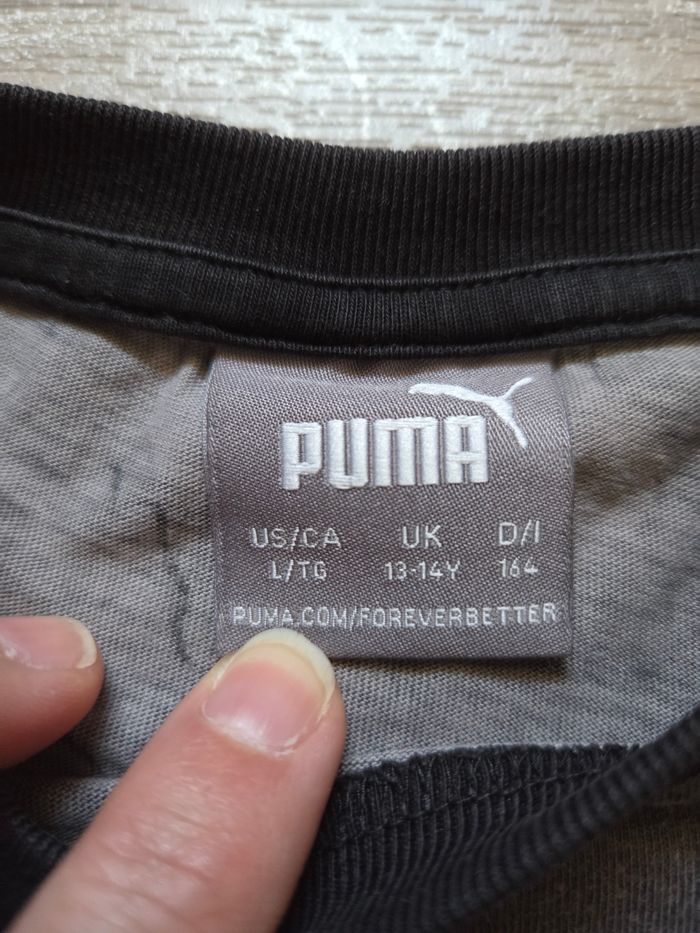 PUMA
US/CA UK D/I
L/TG 13-14Y 164
PUMA.COM/FOREVERBETTER